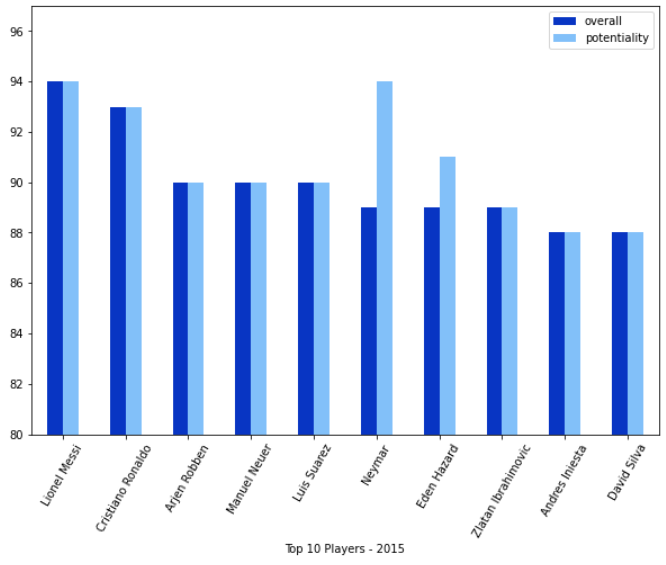 overall
potentiality
96
94
92
90
88
86
84
82
80
Lionel Messi
Cristiano Ronaldo
Arjen Robben
Manuel Neuer
Luis Suarez
Neymar
Eden Hazard
Zlatan Ibrahimovic
Andres Iniesta
David Silva
Top 10 Players - 2015